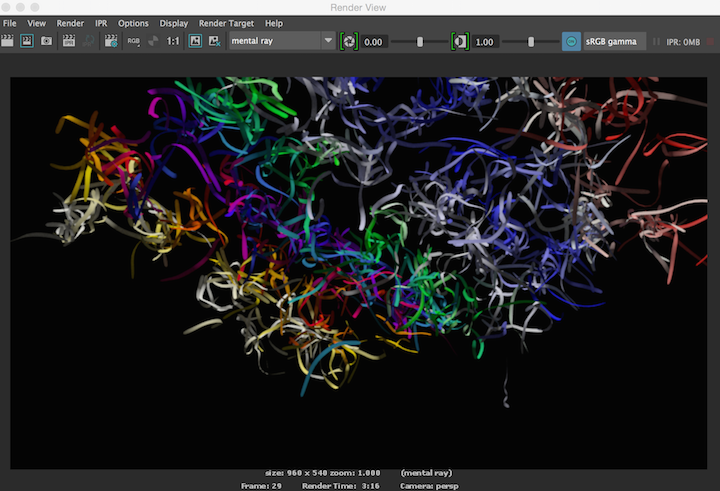 Render View
File View Render IPR Options Display Render Target Help
IPR RGB 1:1 mental ray 0.00 1.00 sRGB gamma IPR: 0MB
size: 960 x 540 zoom: 1.000 (mental ray)
Frame: 29 Render Time: 3:16 Camera: persp